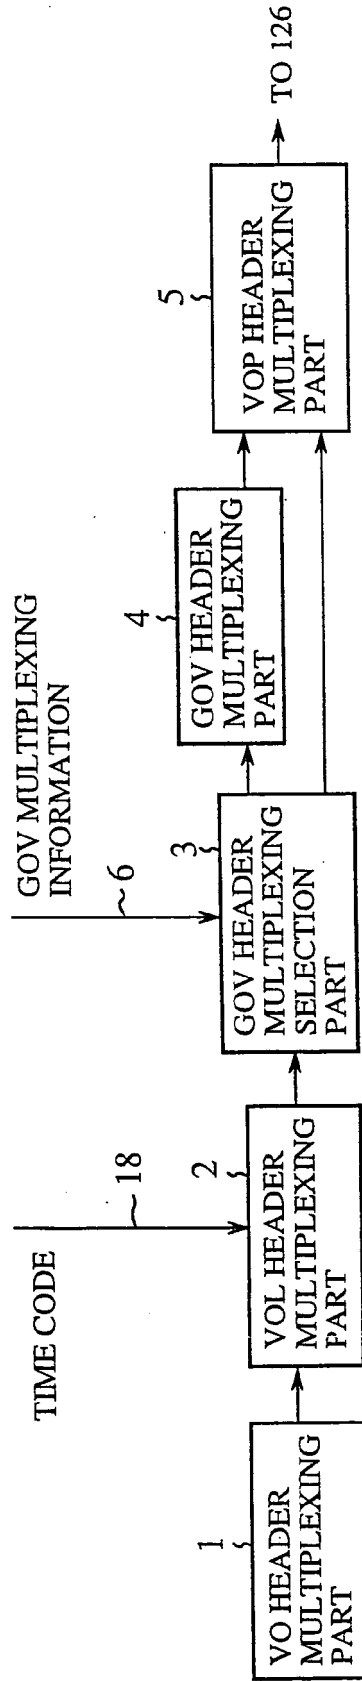 TIME CODE
18
GOV MULTIPLEXING
INFORMATION
6
1
VO HEADER
MULTIPLEXING
PART
2
VOL HEADER
MULTIPLEXING
PART
3
GOV HEADER
MULTIPLEXING
SELECTION
PART
4
GOV HEADER
MULTIPLEXING
PART
5
VOP HEADER
MULTIPLEXING
PART
TO 126